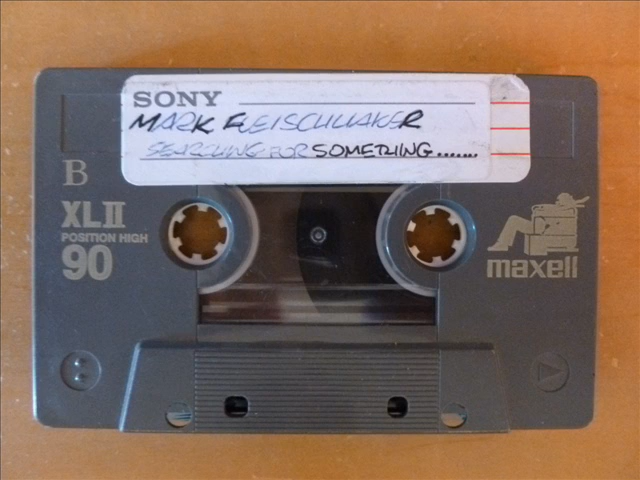 SONY
MARK FLEISCHMAKER
SEARCHING FOR SOMETHING.......
B
XLII
POSITION HIGH
90
maxell